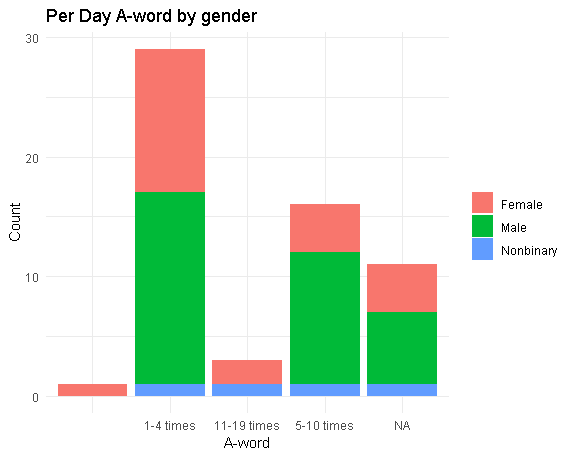 Per Day A-word by gender
30
20
10
0
Count
1-4 times 11-19 times 5-10 times NA
A-word
Female
Male
Nonbinary